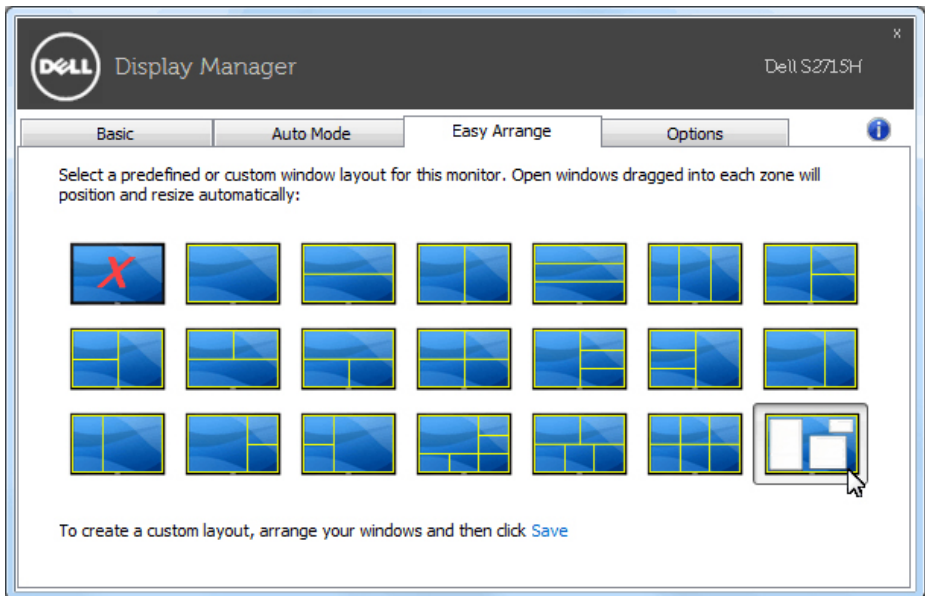 x
DELL Display Manager Dell S2715H
Basic Auto Mode Easy Arrange Options i
Select a predefined or custom window layout for this monitor. Open windows dragged into each zone will
position and resize automatically:
X
To create a custom layout, arrange your windows and then click Save